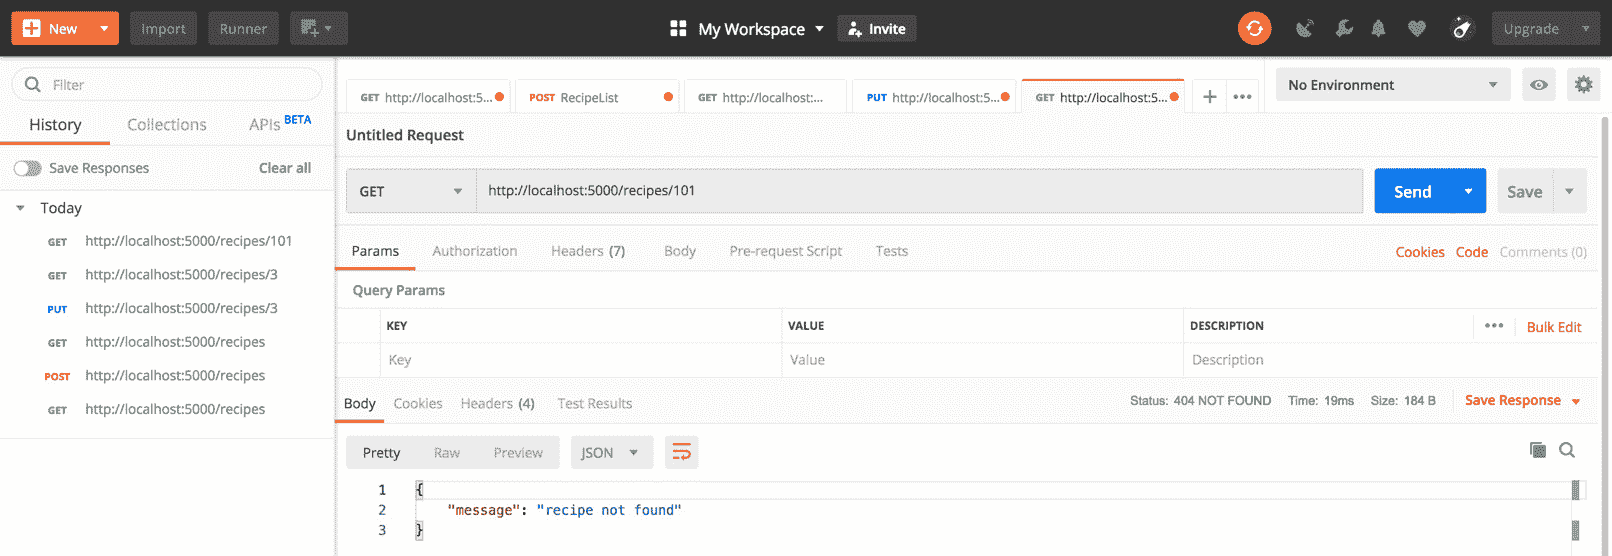 New Import Runner My Workspace Invite Upgrade
Filter
History Collections APIs BETA
Save Responses Clear all
Today
GET http://localhost:5000/recipes/101
GET http://localhost:5000/recipes/3
PUT http://localhost:5000/recipes/3
GET http://localhost:5000/recipes
POST http://localhost:5000/recipes
GET http://localhost:5000/recipes
GET http://localhost:5... POST RecipeList GET http://localhost:... PUT http://localhost:5... GET http://localhost:5... + ••• No Environment
Untitled Request
GET http://localhost:5000/recipes/101 Send Save
Params Authorization Headers (7) Body Pre-request Script Tests Cookies Code Comments (0)
Query Params
KEY VALUE DESCRIPTION ••• Bulk Edit
Key Value Description
Body Cookies Headers (4) Test Results Status: 404 NOT FOUND Time: 19ms Size: 184 B Save Response
Pretty Raw Preview JSON
1 {
2 "message": "recipe not found"
3 }